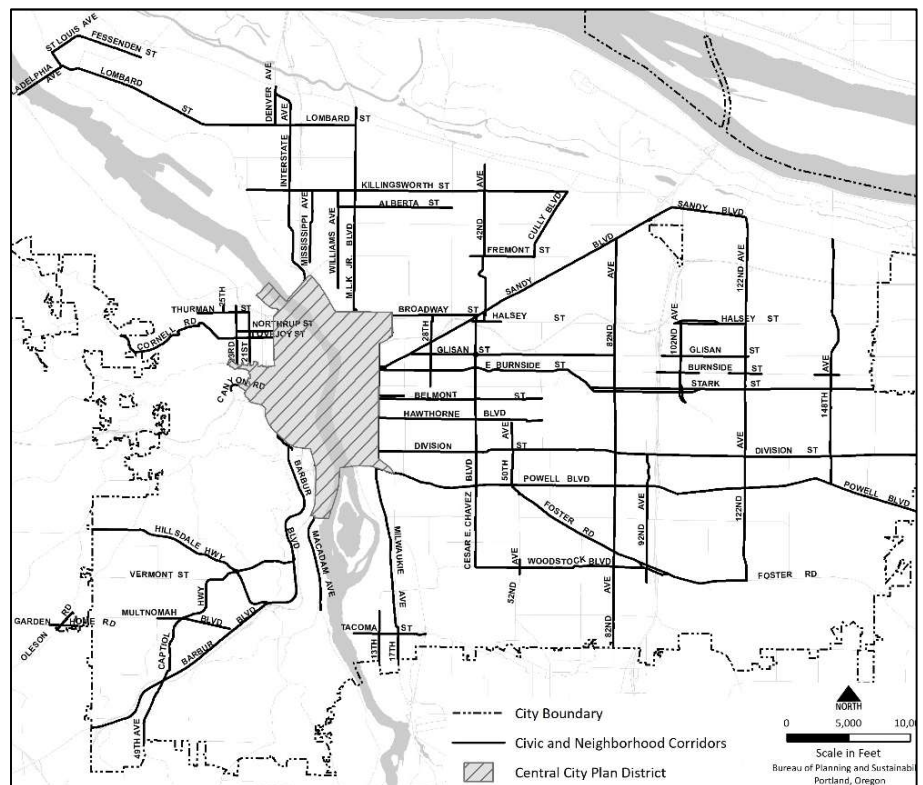 ST LOUIS AVE
FESSENDEN ST
LADELPHIA AVE
LOMBARD ST
DENVER AVE
INTERSTATE AVE
LOMBARD ST
KILLINGSWORTH ST
ALBERTA ST
MISSISSIPPI AVE
WILLIAMS AVE
M.L.K JR. BLVD
42ND AVE
CULLY BLVD
FREMONT ST
SANDY BLVD
SANDY BLVD
82ND AVE
122ND AVE
25TH
THURMAN ST
NORTHRUP ST
LOVEJOY ST
CORNELL RD
23RD
21ST
CANYON RD
BROADWAY ST
HALSEY ST
28TH
GLISAN ST
E BURNSIDE ST
BELMONT ST
HAWTHORNE BLVD
DIVISION ST
102ND AVE
HALSEY ST
GLISAN ST
BURNSIDE ST
STARK ST
148TH AVE
DIVISION ST
50TH AVE
CESAR E. CHAVEZ BLVD
POWELL BLVD
POWELL BLVD
FOSTER RD
92ND AVE
122ND AVE
52ND AVE
WOODSTOCK BLVD
FOSTER RD
82ND AVE
BARBUR BLVD
MACADAM AVE
MILWAUKIE AVE
HILLSDALE HWY
VERMONT ST
MULTNOMAH BLVD
GARDEN HOME RD
OLESON RD
CAPTIOL HWY
BARBUR BLVD
49TH AVE
TACOMA ST
13TH
17TH
NORTH
City Boundary
Civic and Neighborhood Corridors
Central City Plan District
0 5,000 10,0
Scale in Feet
Bureau of Planning and Sustainabil
Portland, Oregon